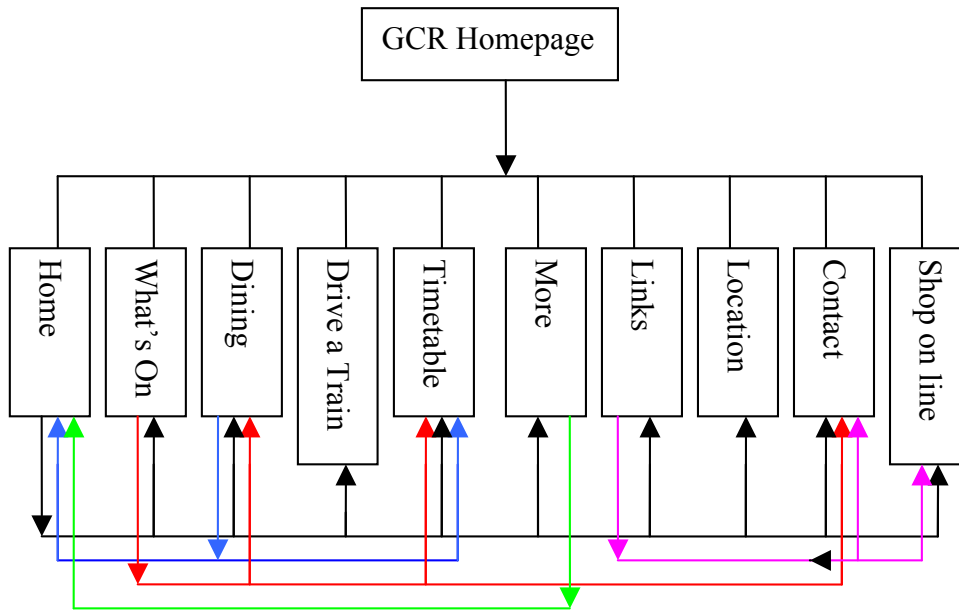 GCR Homepage
Home
What's On
Dining
Drive a Train
Timetable
More
Links
Location
Contact
Shop on line